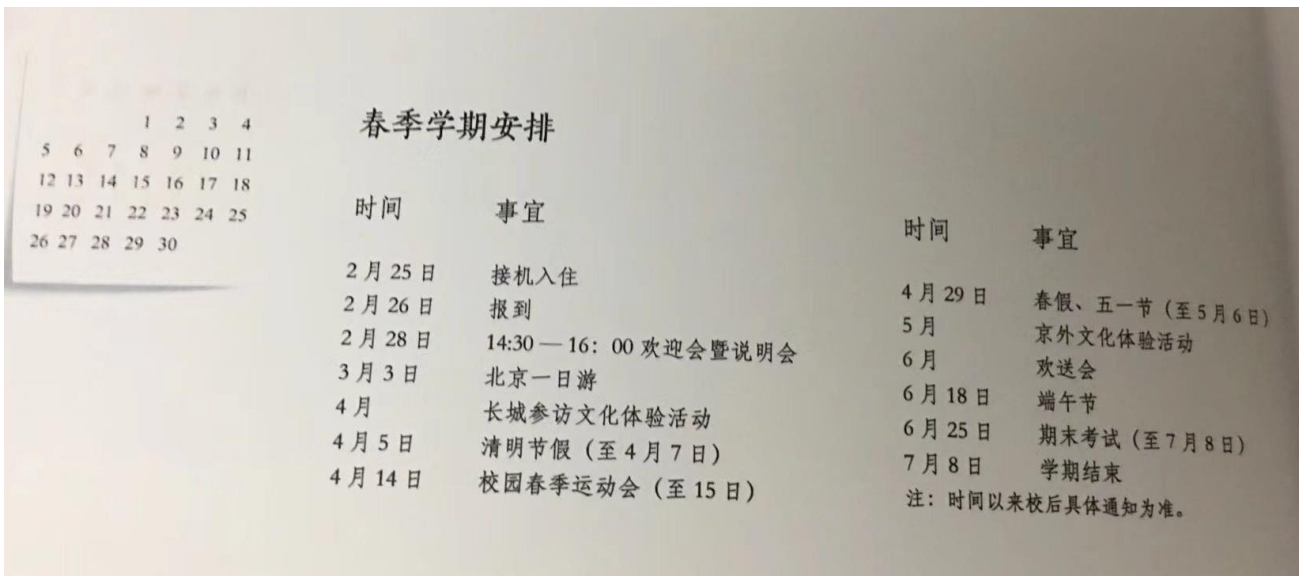 1 2 3 4
5 6 7 8 9 10 11
12 13 14 15 16 17 18
19 20 21 22 23 24 25
26 27 28 29 30
春季学期安排
时间 事宜
2月25日 接机入住
2月26日 报到
2月28日 14:30—16：00欢迎会暨说明会
3月3日 北京一日游
4月 长城参访文化体验活动
4月5日 清明节假（至4月7日）
4月14日 校园春季运动会（至15日）
时间 事宜
4月29日 春假、五一节（至5月6日）
5月 京外文化体验活动
6月 欢送会
6月18日 端午节
6月25日 期末考试（至7月8日）
7月8日 学期结束
注：时间以来校后具体通知为准。